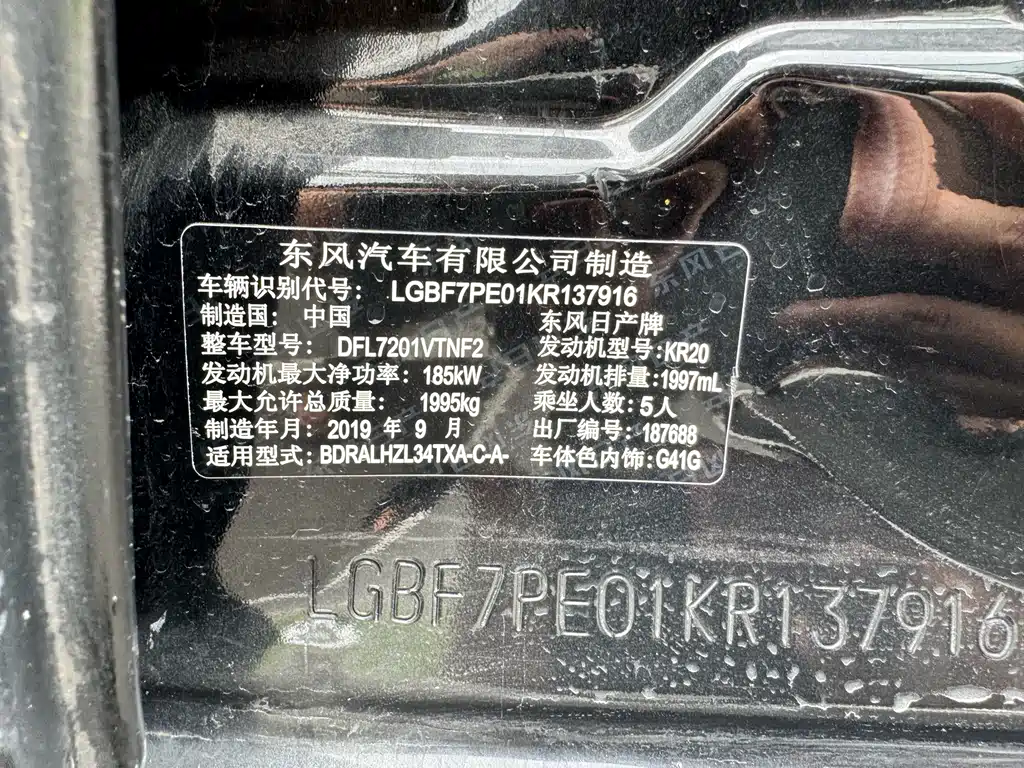 东风汽车有限公司制造
车辆识别代号： LGBF7PE01KR137916
制造国： 中国 东风日产牌
整车型号： DFL7201VTNF2 发动机型号:KR20
发动机最大净功率: 185kW 发动机排量:1997mL
最大允许总质量: 1995kg 乘坐人数: 5人
制造年月: 2019 年 9 月 出厂编号: 187688
适用型式: BDRALHZL34TXA-C-A- 车体色内饰:G41G
LGBF7PE01KR137916